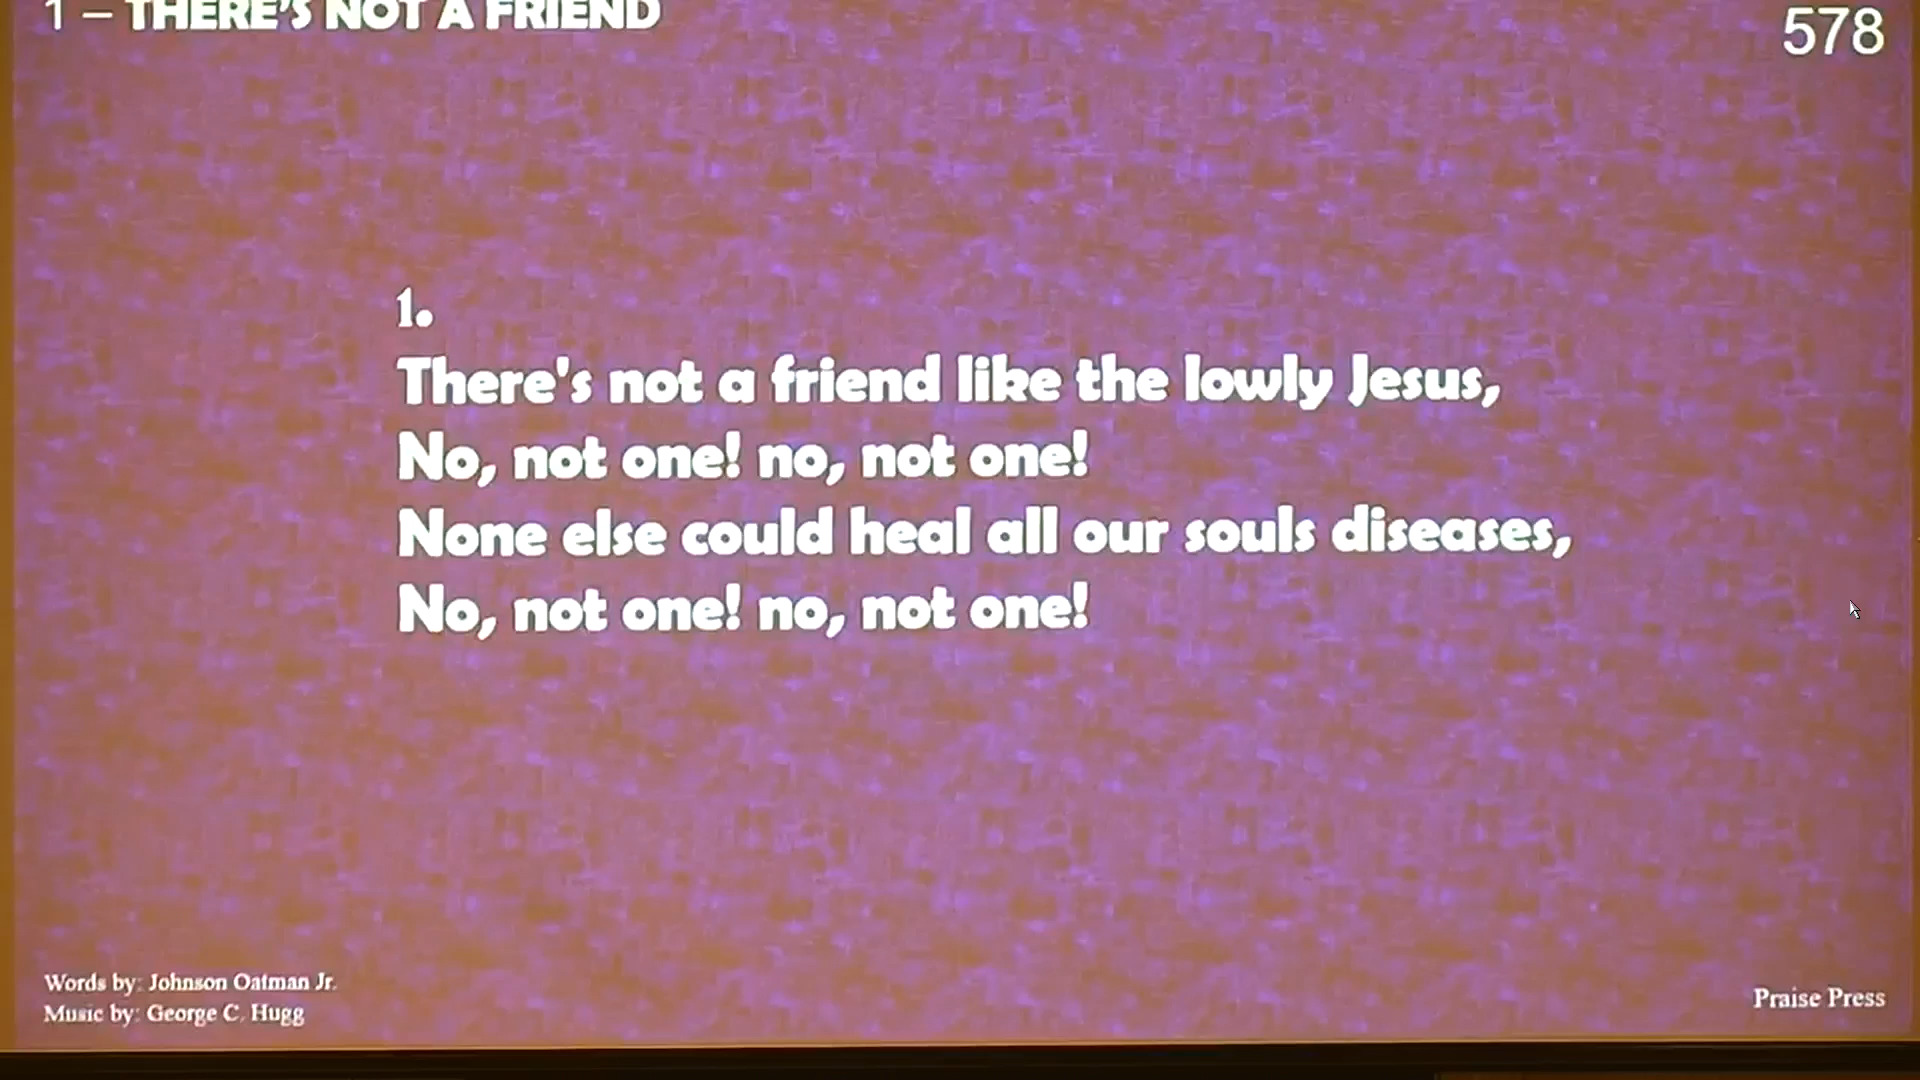 1 – THERE'S NOT A FRIEND
578
1.
There's not a friend like the lowly Jesus,
No, not one! no, not one!
None else could heal all our souls diseases,
No, not one! no, not one!
Words by: Johnson Oatman Jr.
Music by: George C. Hugg
Praise Press